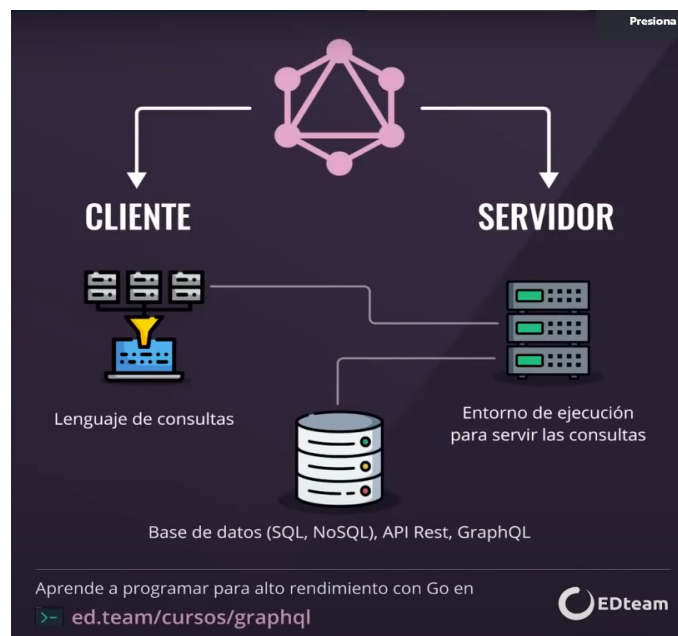 Presiona
CLIENTE
SERVIDOR
Lenguaje de consultas
Entorno de ejecución
para servir las consultas
Base de datos (SQL, NoSQL), API Rest, GraphQL
Aprende a programar para alto rendimiento con Go en
>- ed.team/cursos/graphql
EDteam